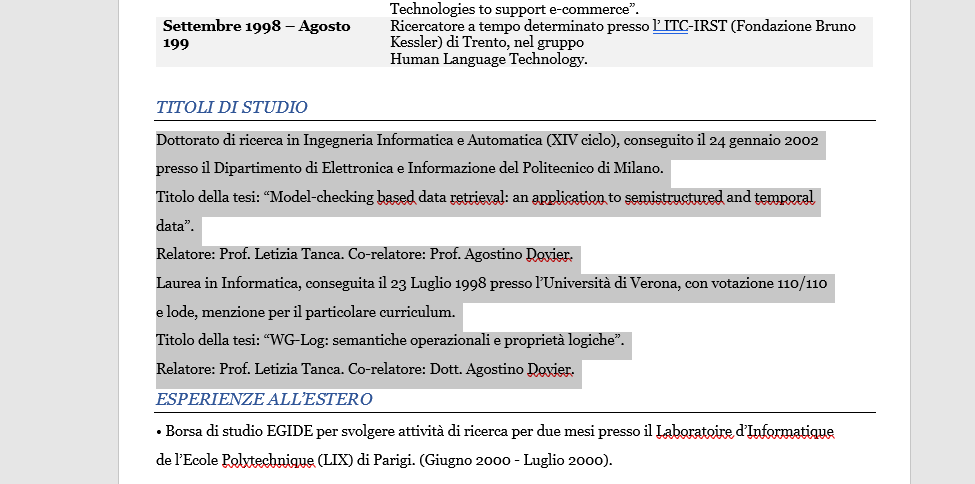 Technologies to support e-commerce”.
Settembre 1998 – Agosto Ricercatore a tempo determinato presso l’ ITC-IRST (Fondazione Bruno
199 Kessler) di Trento, nel gruppo
Human Language Technology.
TITOLI DI STUDIO
Dottorato di ricerca in Ingegneria Informatica e Automatica (XIV ciclo), conseguito il 24 gennaio 2002
presso il Dipartimento di Elettronica e Informazione del Politecnico di Milano.
Titolo della tesi: “Model-checking based data retrieval: an application to semistructured and temporal
data”.
Relatore: Prof. Letizia Tanca. Co-relatore: Prof. Agostino Dovier.
Laurea in Informatica, conseguita il 23 Luglio 1998 presso l’Università di Verona, con votazione 110/110
e lode, menzione per il particolare curriculum.
Titolo della tesi: “WG-Log: semantiche operazionali e proprietà logiche”.
Relatore: Prof. Letizia Tanca. Co-relatore: Dott. Agostino Dovier.
ESPERIENZE ALL’ESTERO
• Borsa di studio EGIDE per svolgere attività di ricerca per due mesi presso il Laboratoire d’Informatique
de l’Ecole Polytechnique (LIX) di Parigi. (Giugno 2000 - Luglio 2000).